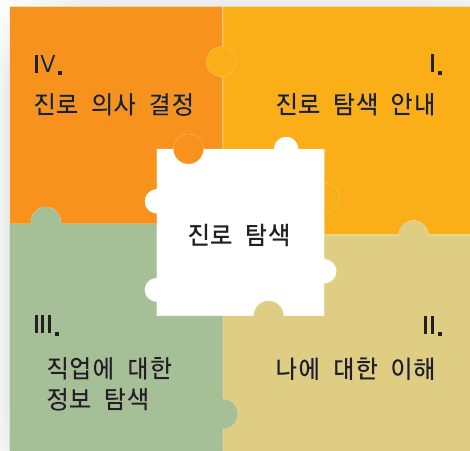 IV.
진로 의사 결정
I.
진로 탐색 안내
진로 탐색
III.
직업에 대한
정보 탐색
II.
나에 대한 이해